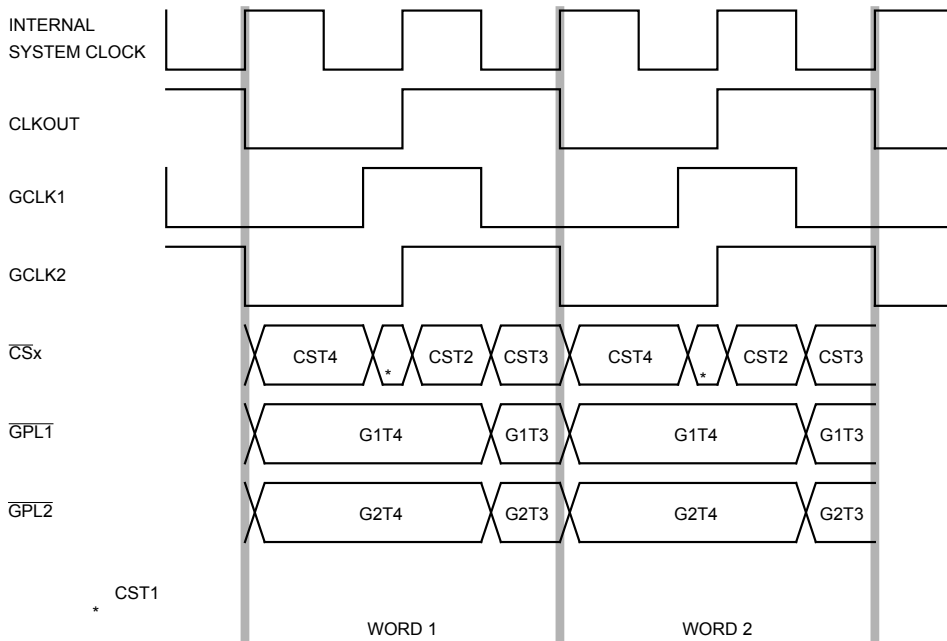 INTERNAL
SYSTEM CLOCK
CLKOUT
GCLK1
GCLK2
CSx CST4 * CST2 CST3 CST4 * CST2 CST3
GPL1 G1T4 G1T3 G1T4 G1T3
GPL2 G2T4 G2T3 G2T4 G2T3
* CST1
WORD 1 WORD 2